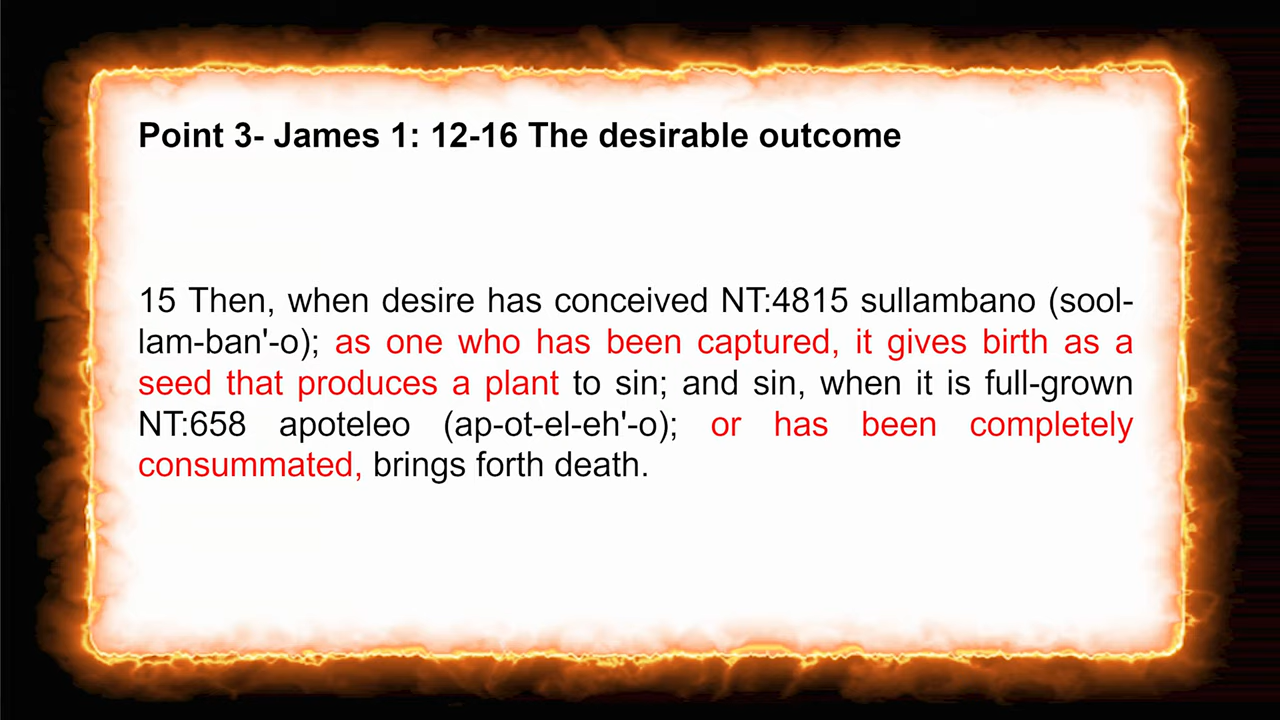 Point 3- James 1: 12-16 The desirable outcome
15 Then, when desire has conceived NT:4815 sullambano (sool-
lam-ban'-o); as one who has been captured, it gives birth as a
seed that produces a plant to sin; and sin, when it is full-grown
NT:658 apoteleo (ap-ot-el-eh'-o); or has been completely
consummated, brings forth death.